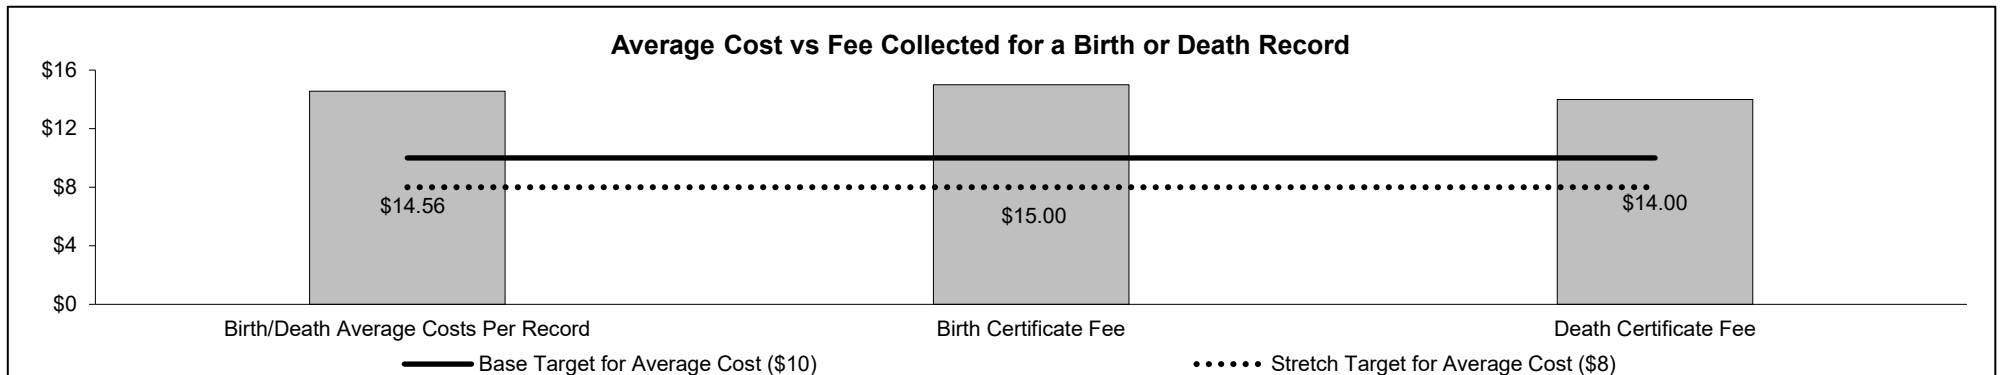 Average Cost vs Fee Collected for a Birth or Death Record
$16
$12
$8
$4
$0
$14.56
$15.00
$14.00
Birth/Death Average Costs Per Record
Birth Certificate Fee
Death Certificate Fee
Base Target for Average Cost ($10)
Stretch Target for Average Cost ($8)